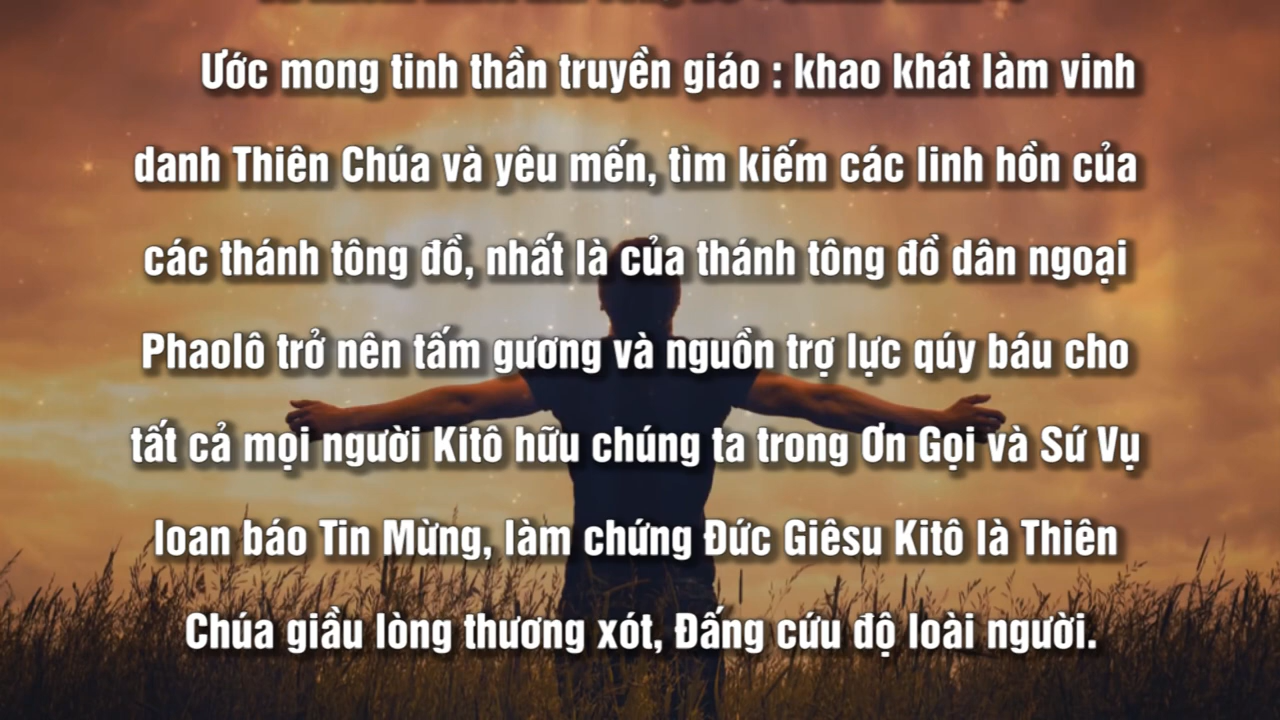 Ước mong tinh thần truyền giáo : khao khát làm vinh
danh Thiên Chúa và yêu mến, tìm kiếm các linh hồn của
các thánh tông đồ, nhất là của thánh tông đồ dân ngoại
Phaolô trở nên tấm gương và nguồn trợ lực qúy báu cho
tất cả mọi người Kitô hữu chúng ta trong Ơn Gọi và Sứ Vụ
loan báo Tin Mừng, làm chứng Đức Giêsu Kitô là Thiên
Chúa giầu lòng thương xót, Đấng cứu độ loài người.